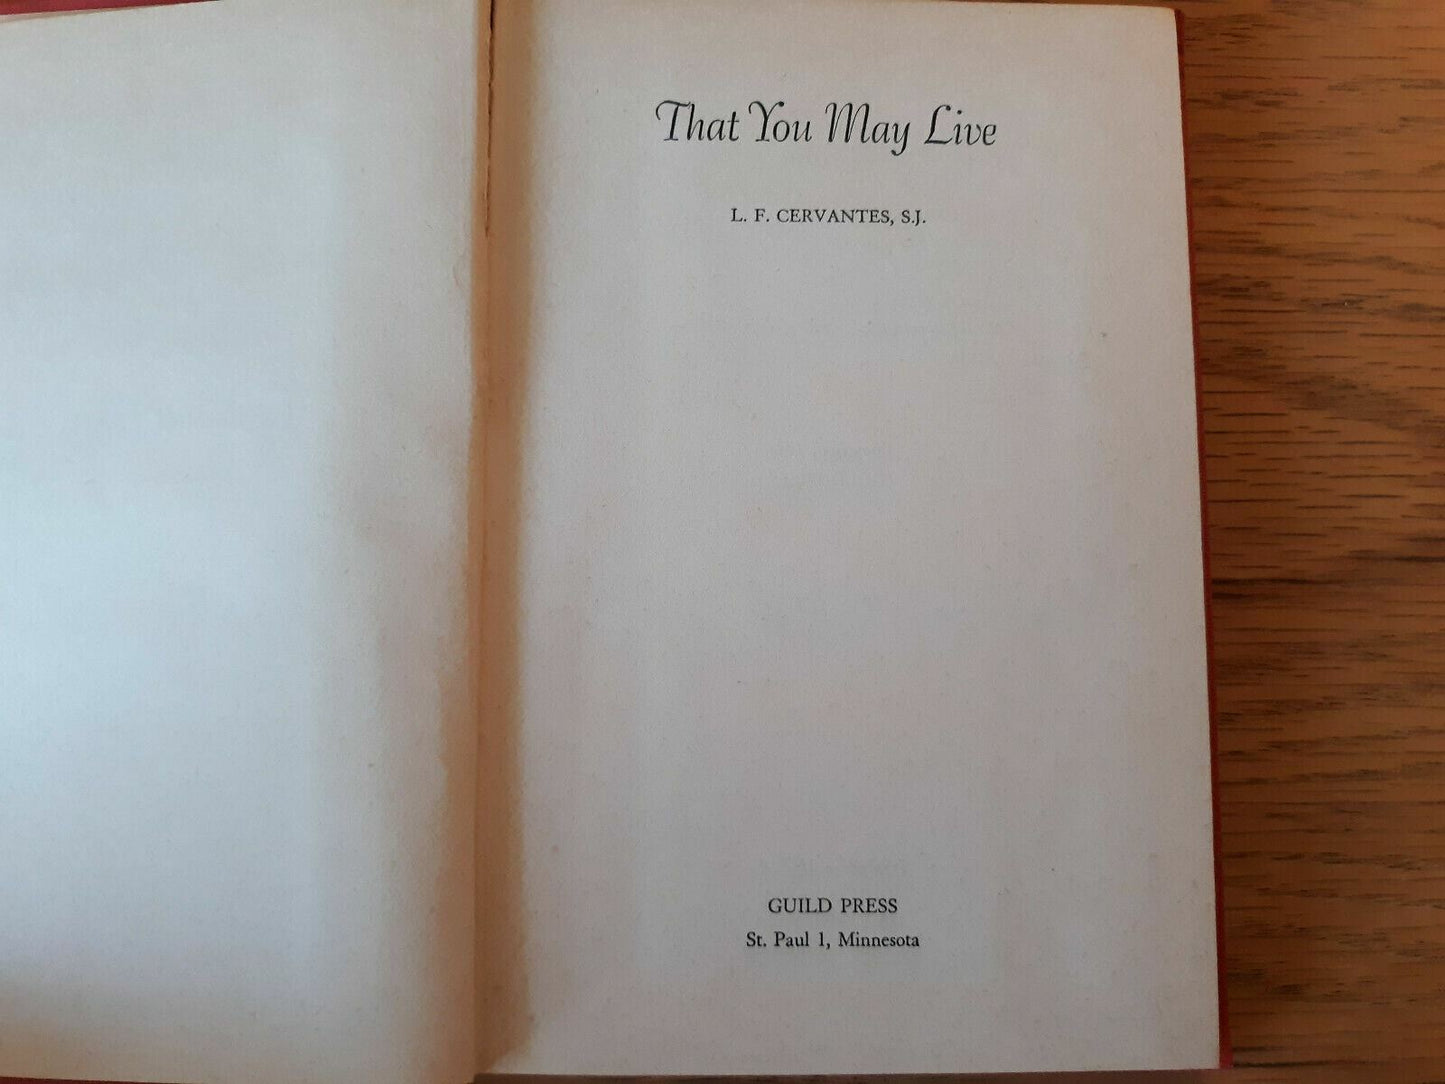 That You May Live
L. F. CERVANTES, S.J.
GUILD PRESS
St. Paul 1, Minnesota